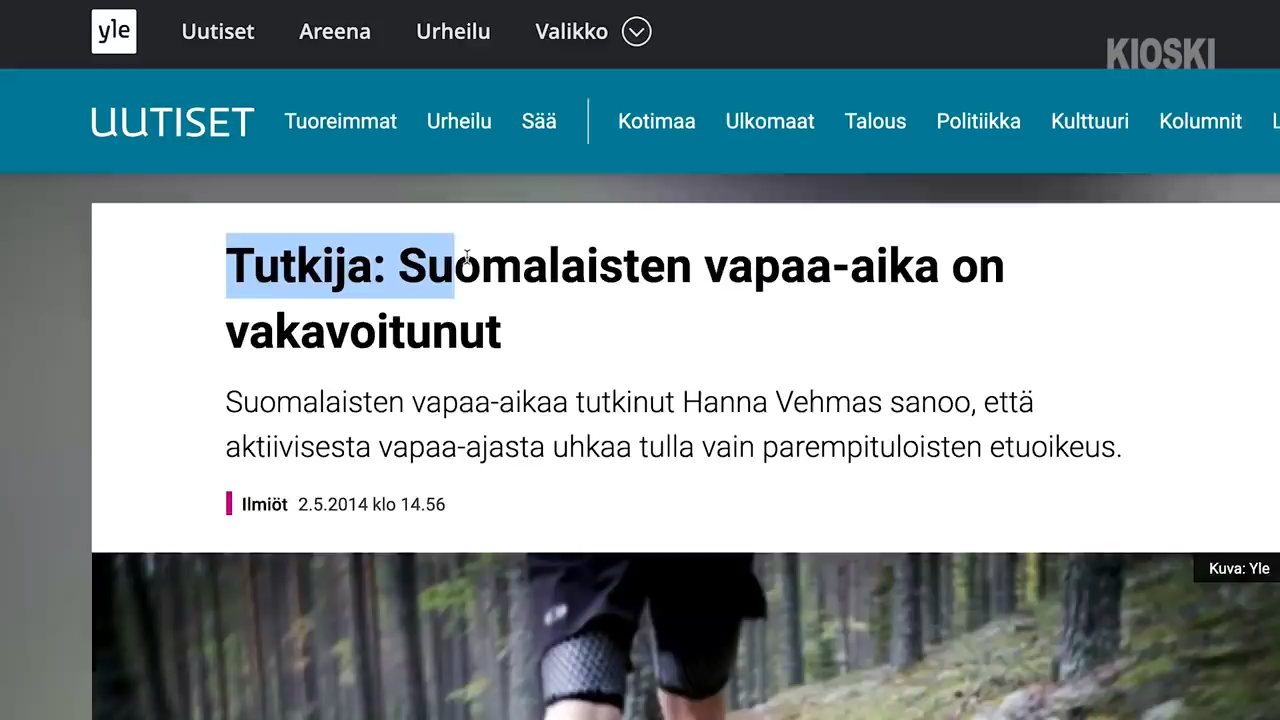 yle Uutiset Areena Urheilu Valikko
KIOSKI
UUTISET Tuoreimmat Urheilu Sää Kotimaa Ulkomaat Talous Politiikka Kulttuuri Kolumnit L
Tutkija: Suomalaisten vapaa-aika on
vakavoitunut
Suomalaisten vapaa-aikaa tutkinut Hanna Vehmas sanoo, että
aktiivisesta vapaa-ajasta uhkaa tulla vain parempituloisten etuoikeus.
Ilmiöt 2.5.2014 klo 14.56
Kuva: Yle